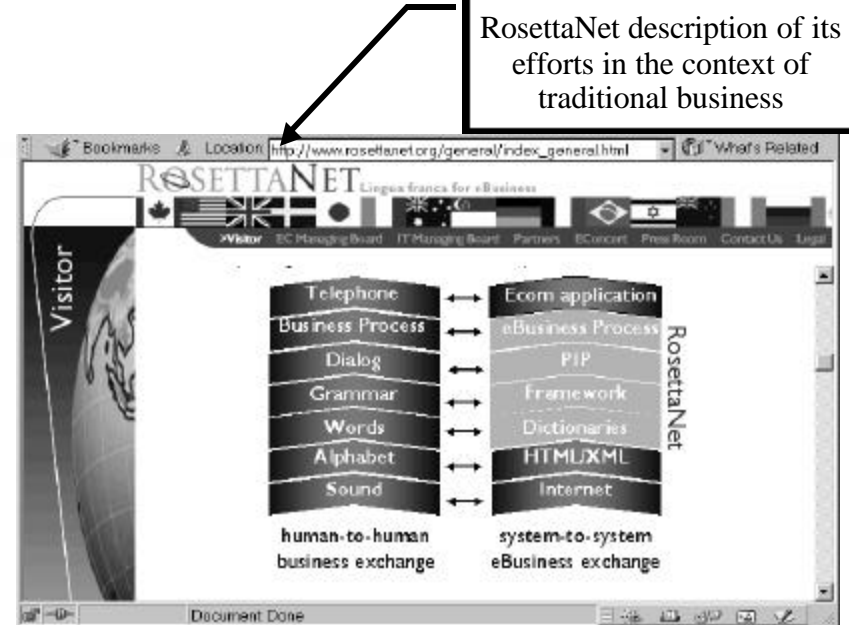 RosettaNet description of its
efforts in the context of
traditional business
Bookmarks Location: http://www.rosettanet.org/general/index_general.html What's Related
ROSETTANET Lingua franca for eBusiness
>Visitor EC Managing Board IT Managing Board Partners EConcert Press Room Contact Us Legal
Visitor
Telephone Ecom application
Business Process eBusiness Process
Dialog PIP
Grammar Framework
Words Dictionaries
Alphabet HTML/XML
Sound Internet
RosettaNet
human-to-human system-to-system
business exchange eBusiness exchange
Document Done